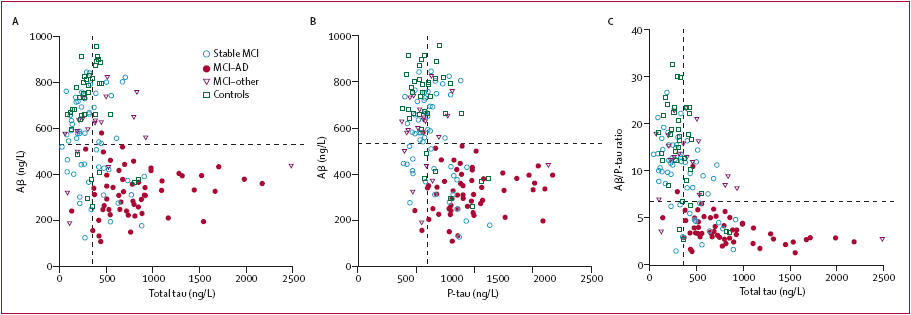 A
B
C
Stable MCI
MCI–AD
MCI–other
Controls
1000
800
600
400
200
0
Aβ (ng/L)
0
500
1000
1500
2000
2500
Total tau (ng/L)
1000
800
600
400
200
0
Aβ (ng/L)
0
500
1000
1500
2000
2500
P-tau (ng/L)
40
30
20
10
5
0
Aβ/P-tau ratio
0
500
1000
1500
2000
2500
Total tau (ng/L)